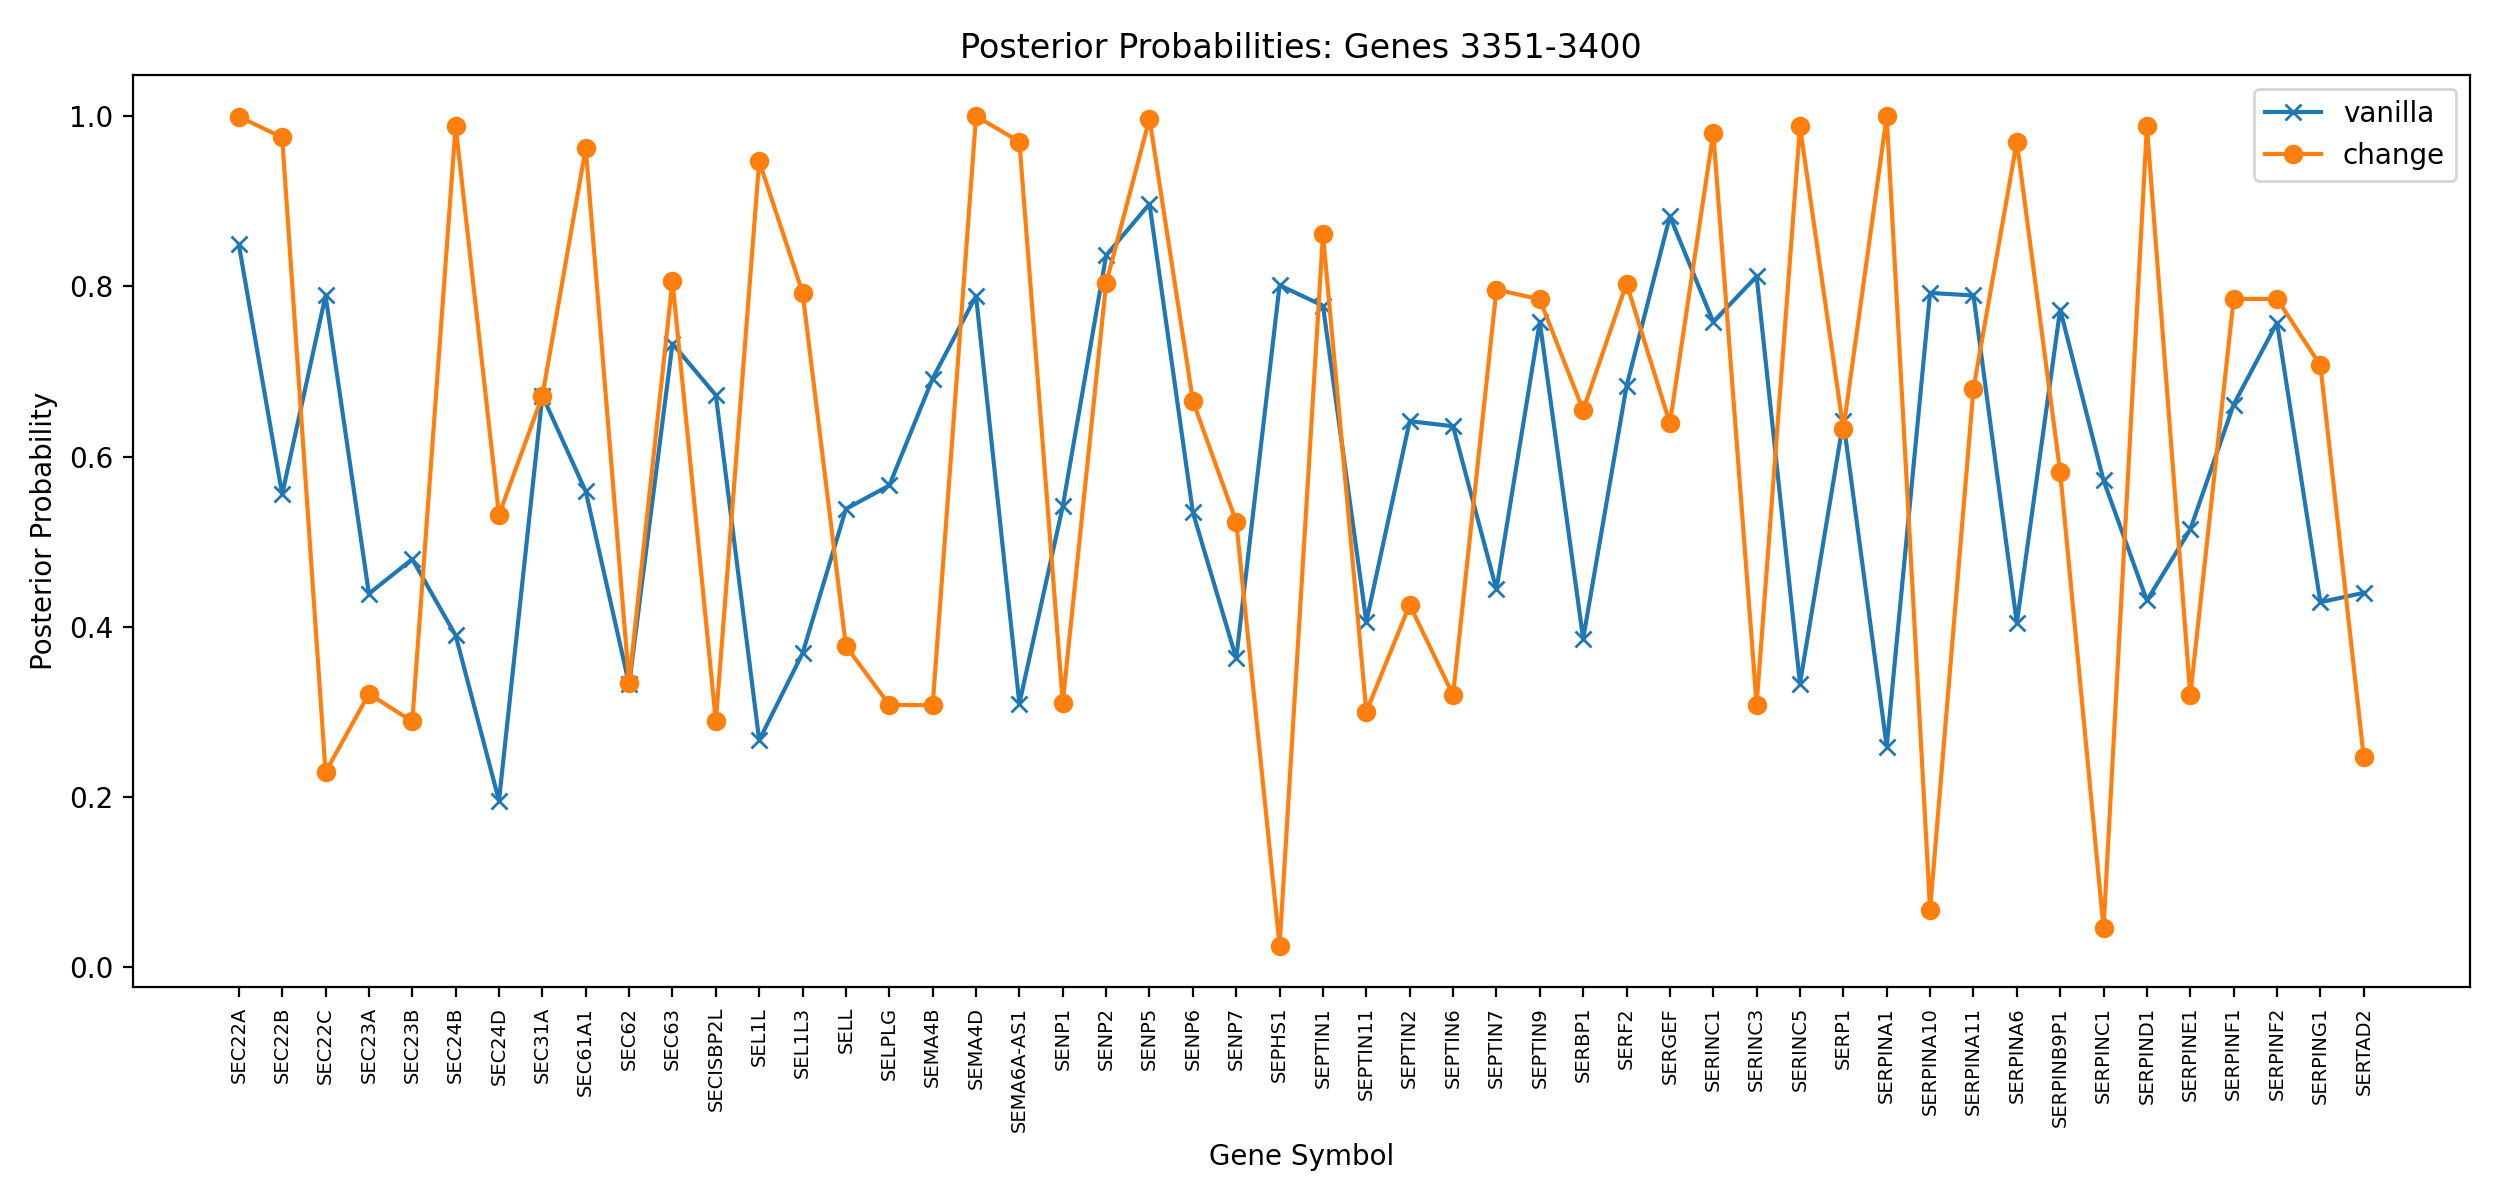 Posterior Probabilities: Genes 3351-3400
vanilla
change
Posterior Probability
1.0
0.8
0.6
0.4
0.2
0.0
SEC22A
SEC22B
SEC22C
SEC23A
SEC23B
SEC24B
SEC24D
SEC31A
SEC61A1
SEC62
SEC63
SECISBP2L
SEL1L
SEL1L3
SELL
SELPLG
SEMA4B
SEMA4D
SEMA6A-AS1
SENP1
SENP2
SENP5
SENP6
SENP7
SEPHS1
SEPTIN1
SEPTIN11
SEPTIN2
SEPTIN6
SEPTIN7
SEPTIN9
SERBP1
SERF2
SERGEF
SERINC1
SERINC3
SERINC5
SERP1
SERPINA1
SERPINA10
SERPINA11
SERPINA6
SERPINB9P1
SERPINC1
SERPIND1
SERPINE1
SERPINF1
SERPINF2
SERPING1
SERTAD2
Gene Symbol